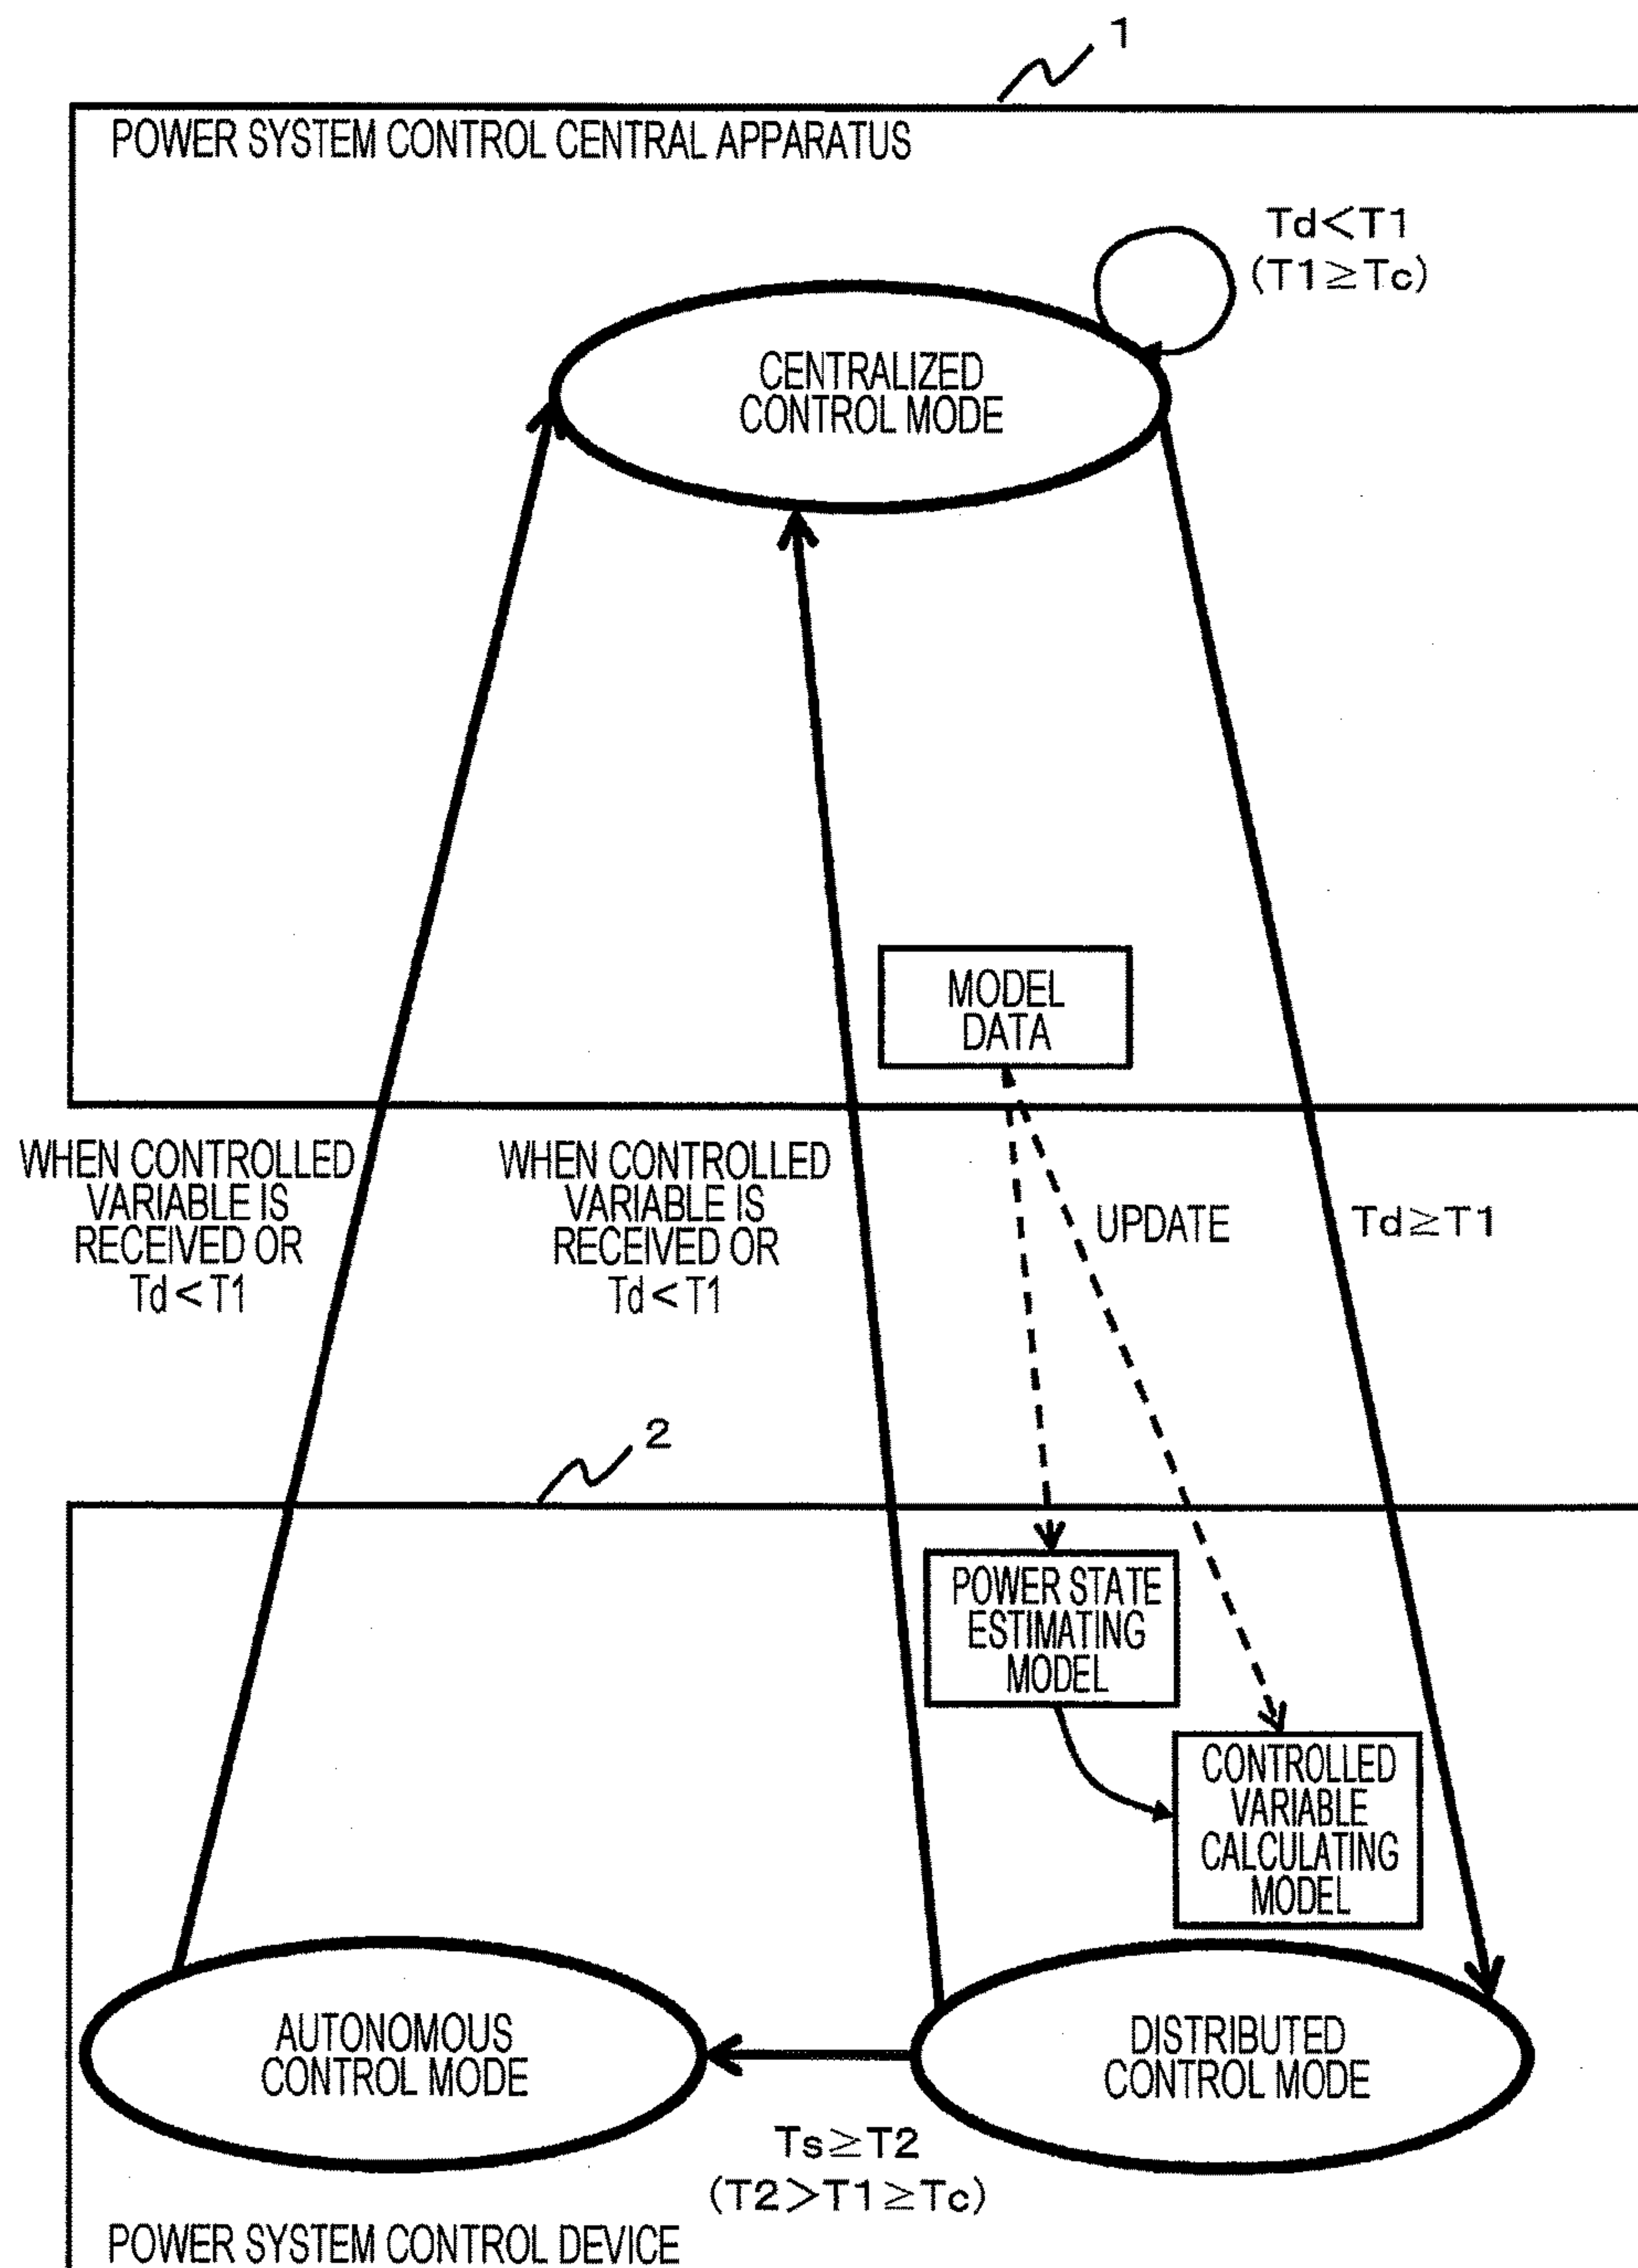 1
POWER SYSTEM CONTROL CENTRAL APPARATUS
Td<T1
(T1≥Tc)
CENTRALIZED
CONTROL MODE
MODEL
DATA
WHEN CONTROLLED
VARIABLE IS
RECEIVED OR
Td<T1
WHEN CONTROLLED
VARIABLE IS
RECEIVED OR
Td<T1
UPDATE
Td≥T1
2
POWER STATE
ESTIMATING
MODEL
CONTROLLED
VARIABLE
CALCULATING
MODEL
AUTONOMOUS
CONTROL MODE
DISTRIBUTED
CONTROL MODE
Ts≥T2
(T2>T1≥Tc)
POWER SYSTEM CONTROL DEVICE